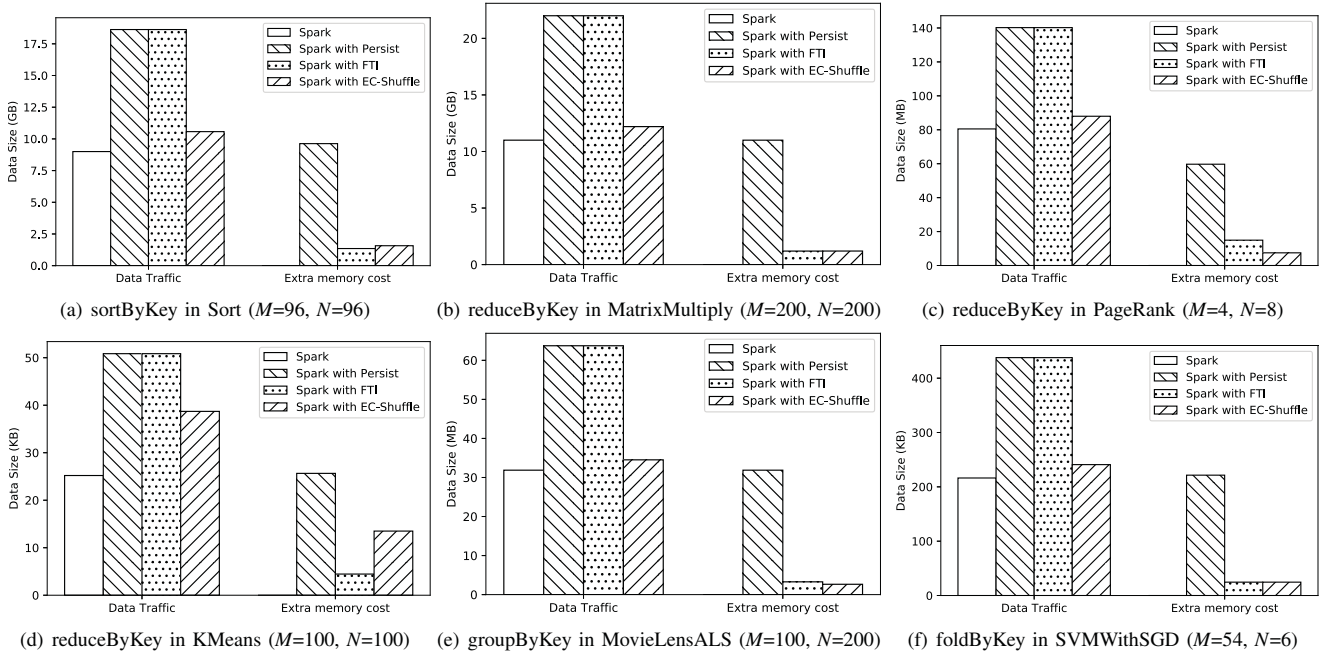 17.5
15.0
12.5
10.0
7.5
5.0
2.5
0.0
Data Size (GB)
Spark
Spark with Persist
Spark with FTI
Spark with EC-Shuffle
Data Traffic
Extra memory cost
(a) sortByKey in Sort (M=96, N=96)
20
15
10
5
0
Data Size (GB)
Spark
Spark with Persist
Spark with FTI
Spark with EC-Shuffle
Data Traffic
Extra memory cost
(b) reduceByKey in MatrixMultiply (M=200, N=200)
140
120
100
80
60
40
20
0
Data Size (MB)
Spark
Spark with Persist
Spark with FTI
Spark with EC-Shuffle
Data Traffic
Extra memory cost
(c) reduceByKey in PageRank (M=4, N=8)
50
40
30
20
10
0
Data Size (KB)
Spark
Spark with Persist
Spark with FTI
Spark with EC-Shuffle
Data Traffic
Extra memory cost
(d) reduceByKey in KMeans (M=100, N=100)
60
50
40
30
20
10
0
Data Size (MB)
Spark
Spark with Persist
Spark with FTI
Spark with EC-Shuffle
Data Traffic
Extra memory cost
(e) groupByKey in MovieLensALS (M=100, N=200)
400
300
200
100
0
Data Size (KB)
Spark
Spark with Persist
Spark with FTI
Spark with EC-Shuffle
Data Traffic
Extra memory cost
(f) foldByKey in SVMWithSGD (M=54, N=6)